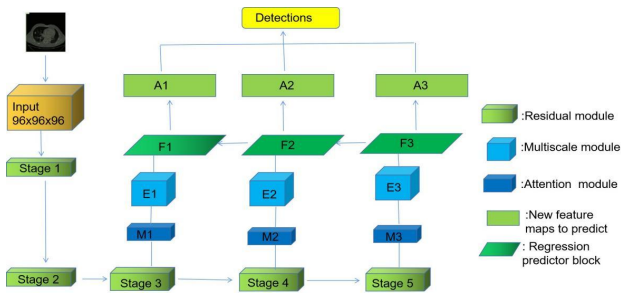 Detections
A1
A2
A3
Input
96x96x96
F1
F2
F3
Stage 1
E1
E2
E3
M1
M2
M3
Stage 2
Stage 3
Stage 4
Stage 5
:Residual module
:Multiscale module
:Attention module
:New feature
maps to predict
: Regression
predictor block